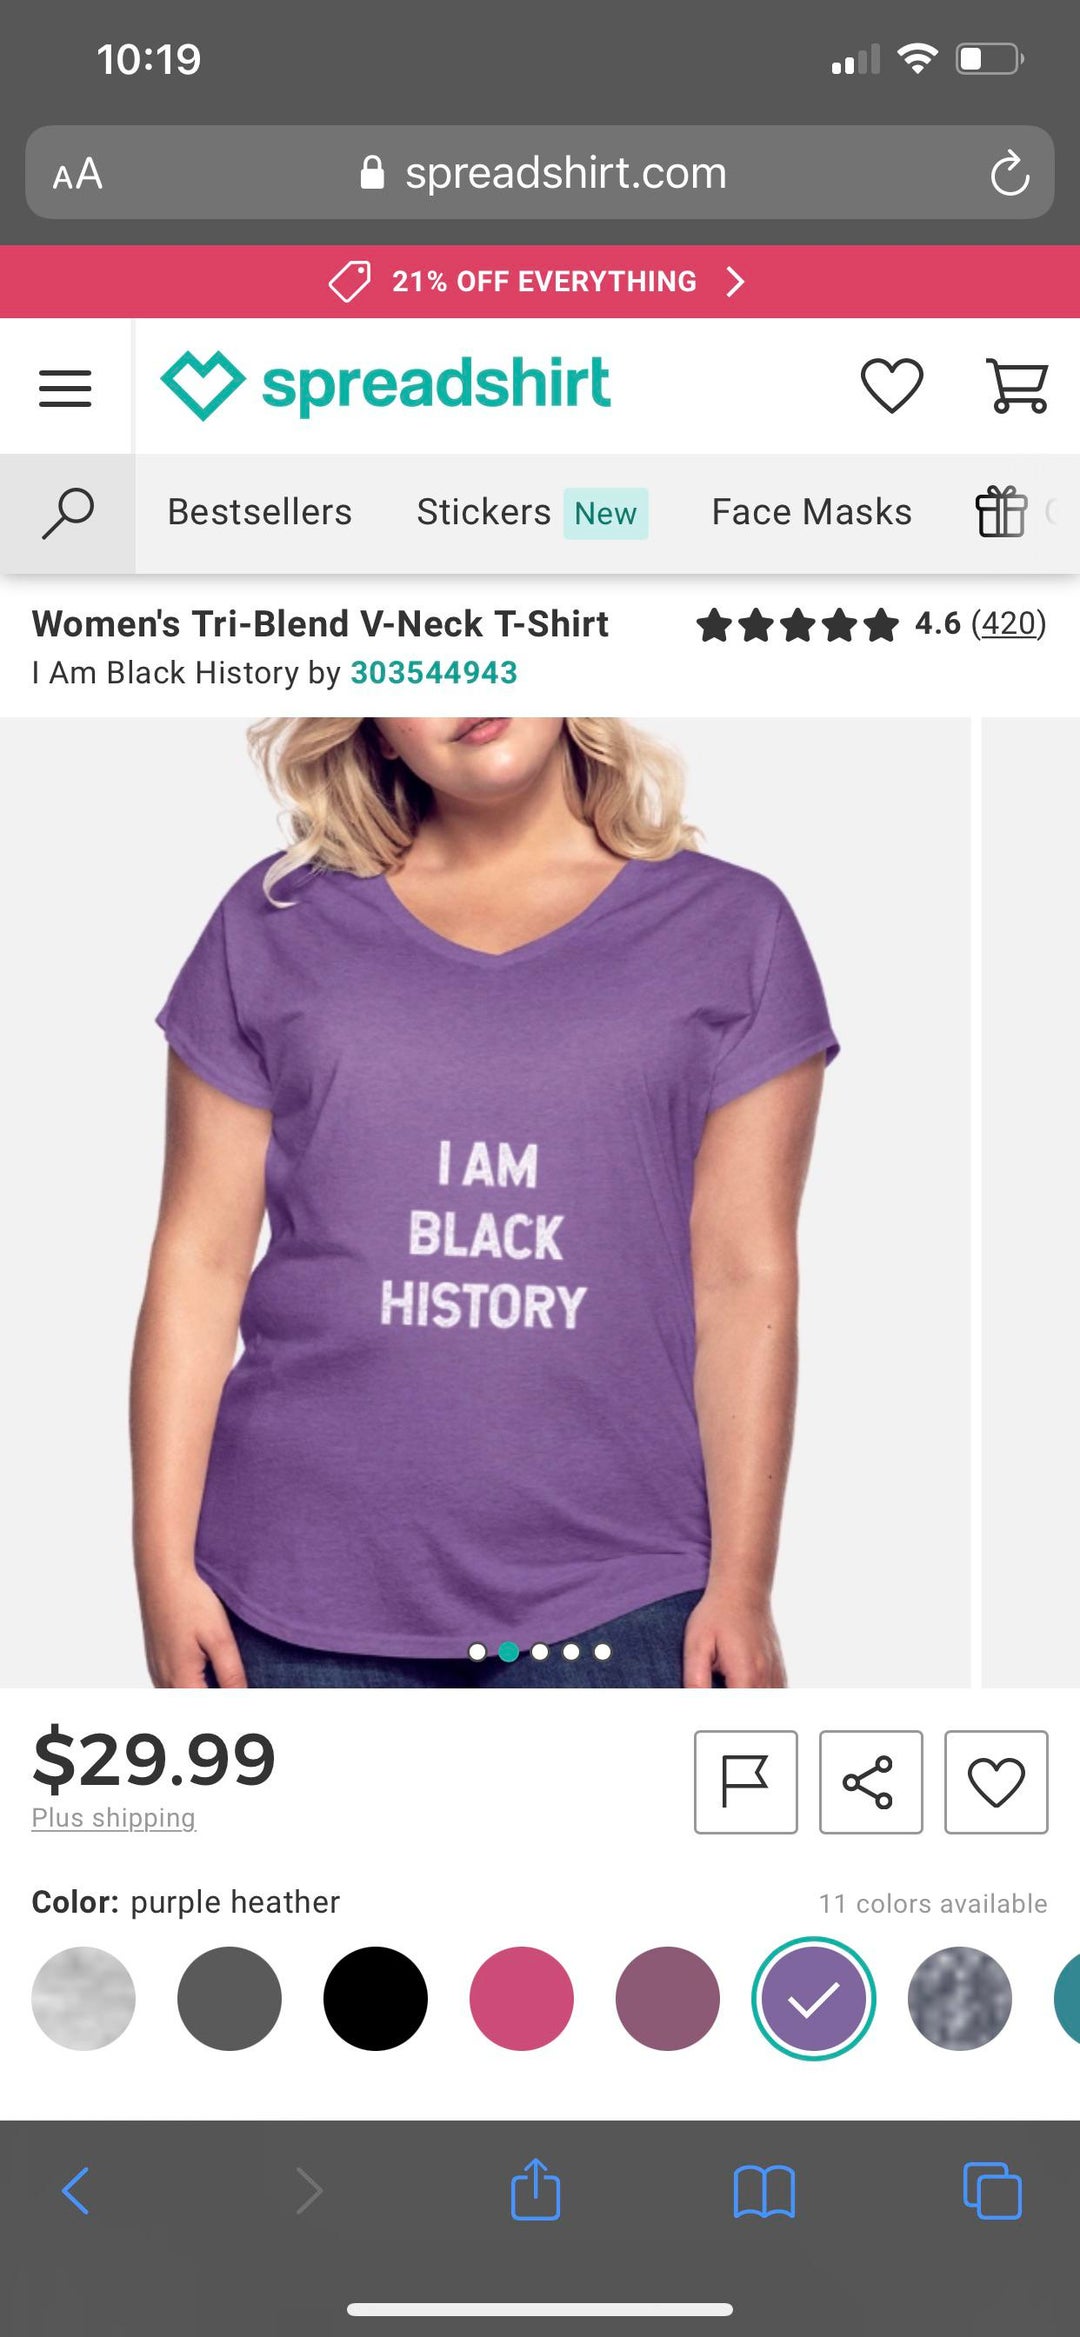 10:19
AA spreadshirt.com
21% OFF EVERYTHING
spreadshirt
Bestsellers Stickers New Face Masks
Women's Tri-Blend V-Neck T-Shirt 4.6 (420)
I Am Black History by 303544943
I AM
BLACK
HISTORY
$29.99
Plus shipping
Color: purple heather 11 colors available